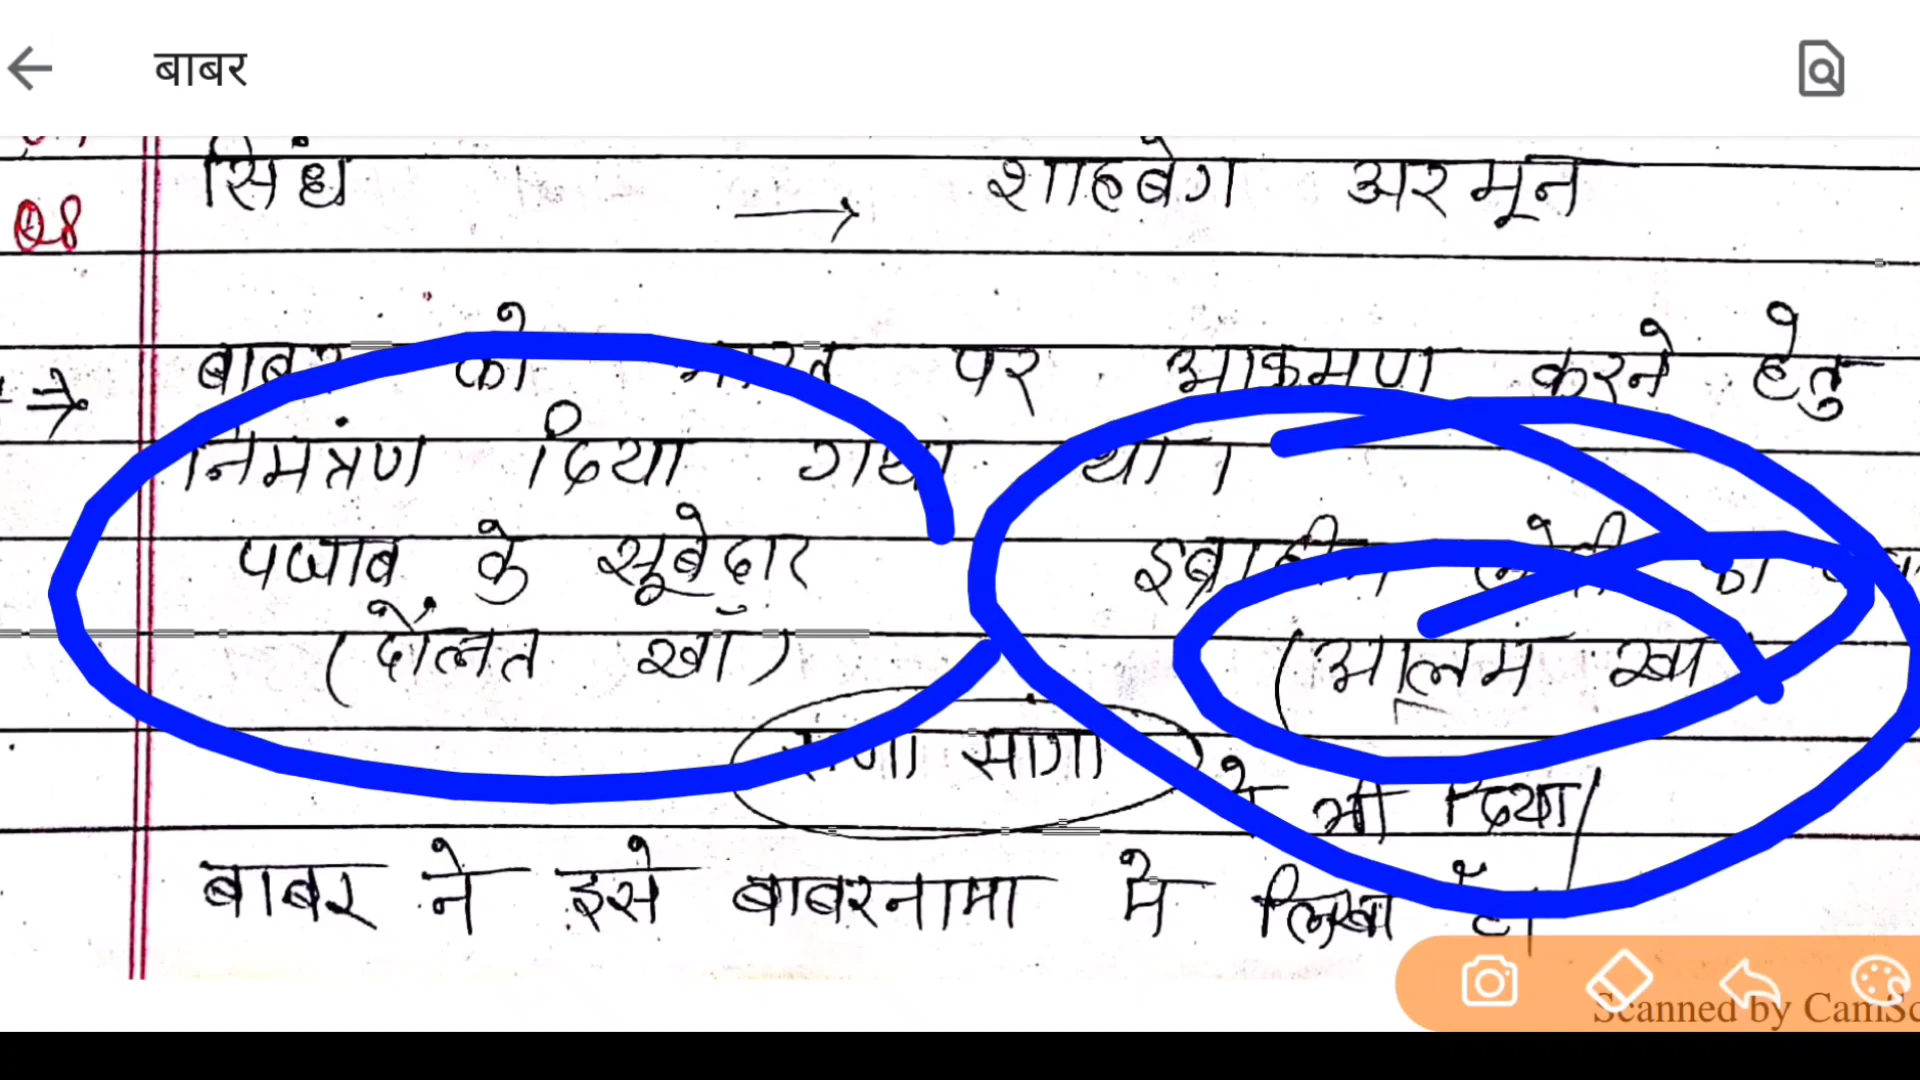 बाबर
सिंध → शाहबेग अरमून
Q8
⇒ बाबर को भारत पर आक्रमण करने हेतु
निमंत्रण दिया गया था।
पंजाब के सूबेदार इब्राहीम लोदी का
(दौलत खाँ) (आलम खा
राणा सांगा ने भी दिया/
बाबर ने इसे बाबरनामा मे लिखा है।
Scanned by CamSc